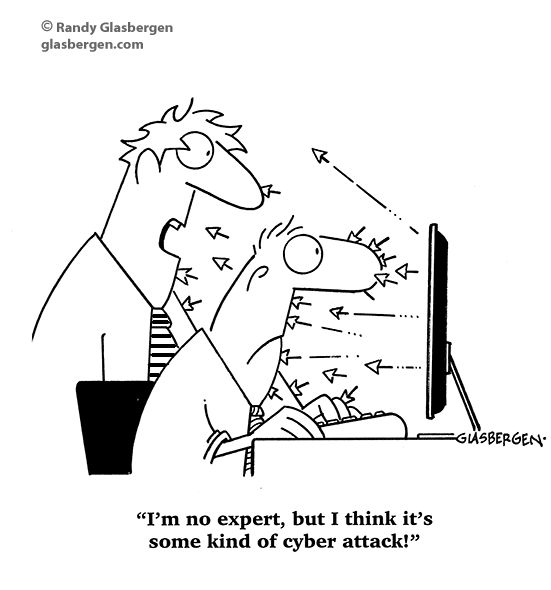 © Randy Glasbergen
glasbergen.com
GLASBERGEN.
“I’m no expert, but I think it’s
some kind of cyber attack!”